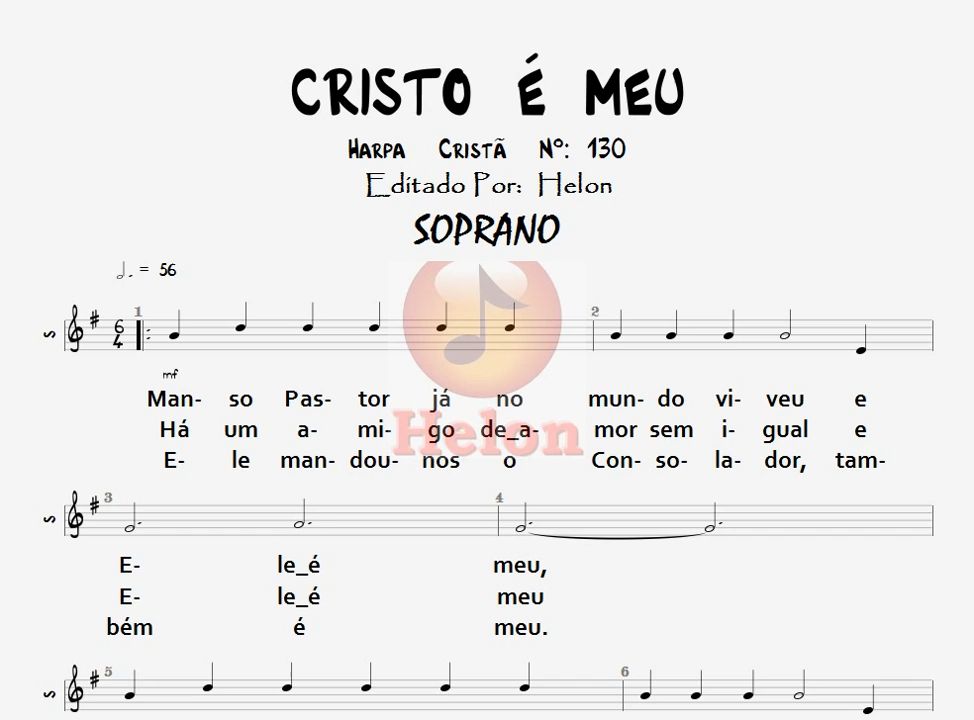 CRISTO É MEU
HARPA CRISTÃ Nº: 130
Editado Por: Helon
SOPRANO
= 56
1 2
S 6 4
mf
Man- so Pas- tor já no mun- do vi- veu e
Há um a- mi- go de_a- mor sem i- gual e
E- le man- dou- nos o Con- so- la- dor, tam-
Helon
3 4
S
E- le_é meu,
E- le_é meu
bém é meu.
5 6
S